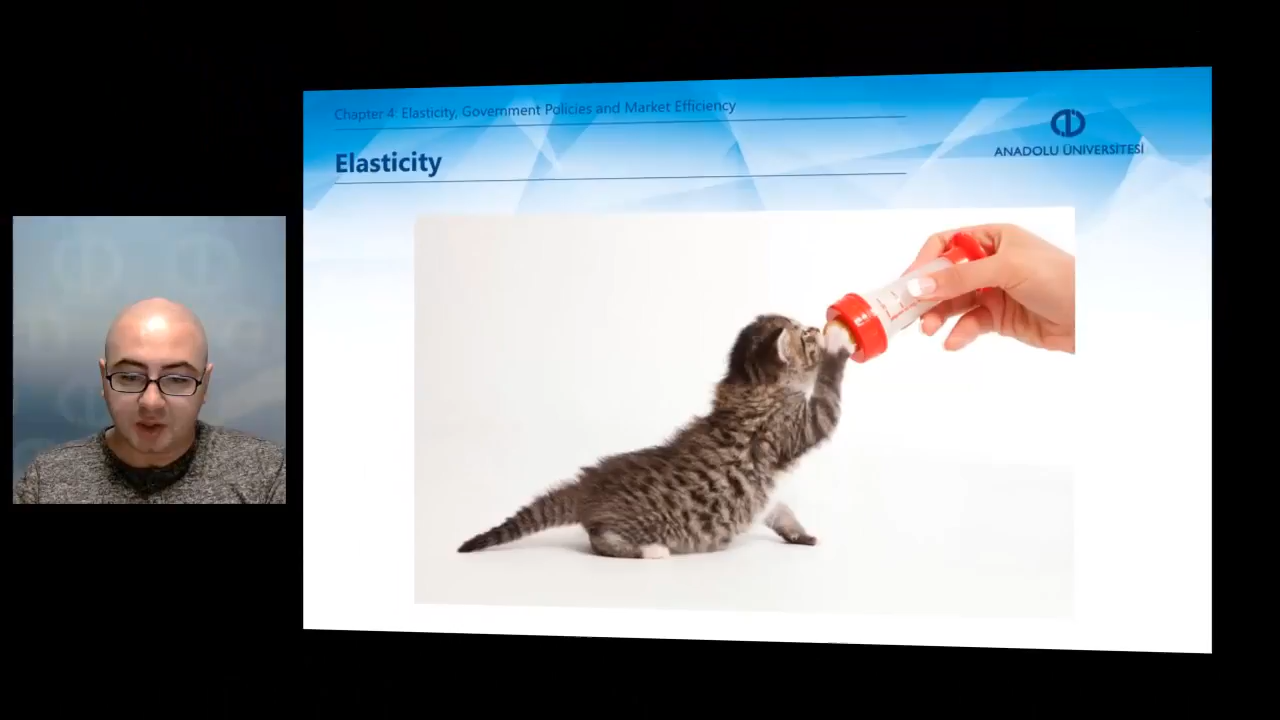 Chapter 4: Elasticity, Government Policies and Market Efficiency
Elasticity
ANADOLU ÜNİVERSİTESİ